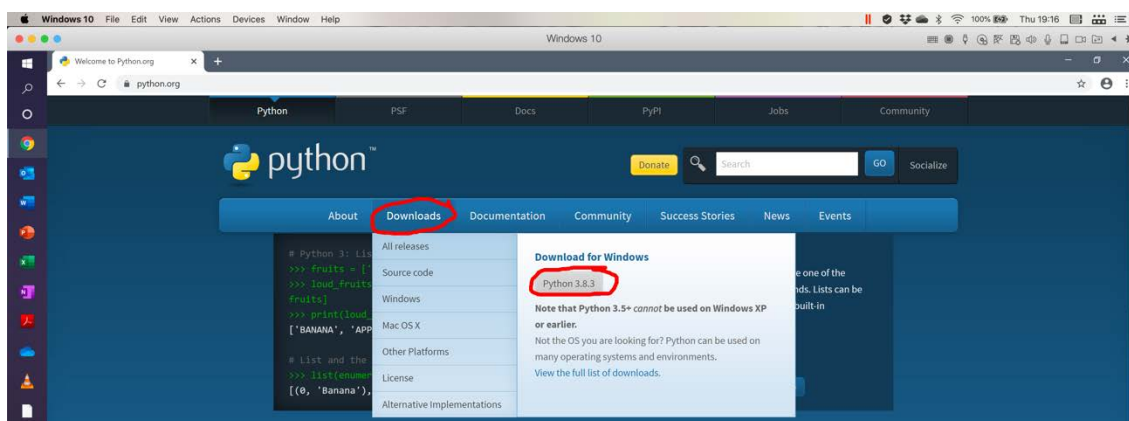 Windows 10 File Edit View Actions Devices Window Help
100% Thu 19:16
Windows 10
Welcome to Python.org
python.org
Python PSF Docs PyPI Jobs Community
python™
Donate Search GO Socialize
About Downloads Documentation Community Success Stories News Events
All releases
Source code
Windows
Mac OS X
Other Platforms
License
Alternative Implementations
Download for Windows
Python 3.8.3
Note that Python 3.5+ cannot be used on Windows XP
or earlier.
Not the OS you are looking for? Python can be used on
many operating systems and environments.
View the full list of downloads.
# Python 3: Lis
>>> fruits = ['
>>> loud_fruits
fruits]
>>> print(loud_
['BANANA', 'APP
# List and the
>>> list(enumer
[(0, 'Banana'),
e one of the
nds. Lists can be
built-in